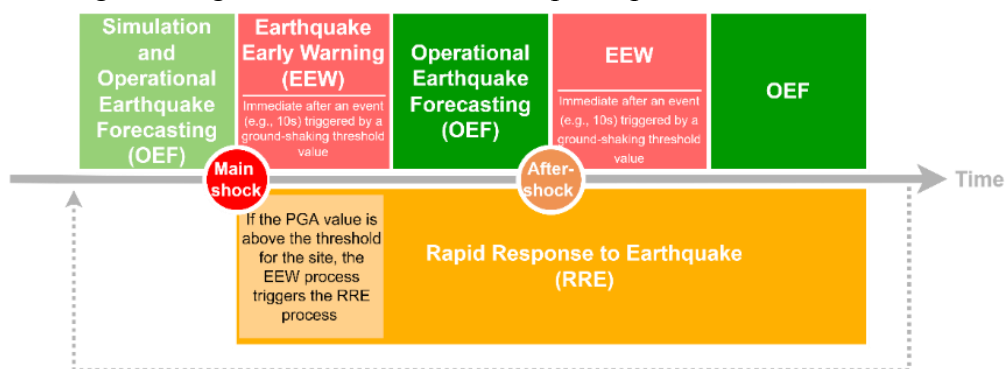 Simulation
and
Operational
Earthquake
Forecasting
(OEF)
Earthquake
Early Warning
(EEW)
Immediate after an event
(e.g., 10s) triggered by a
ground-shaking threshold
value
Operational
Earthquake
Forecasting
(OEF)
EEW
Immediate after an event
(e.g., 10s) triggered by a
ground-shaking threshold
value
OEF
Main
shock
After-
shock
Time
If the PGA value is
above the threshold
for the site, the
EEW process
triggers the RRE
process
Rapid Response to Earthquake
(RRE)